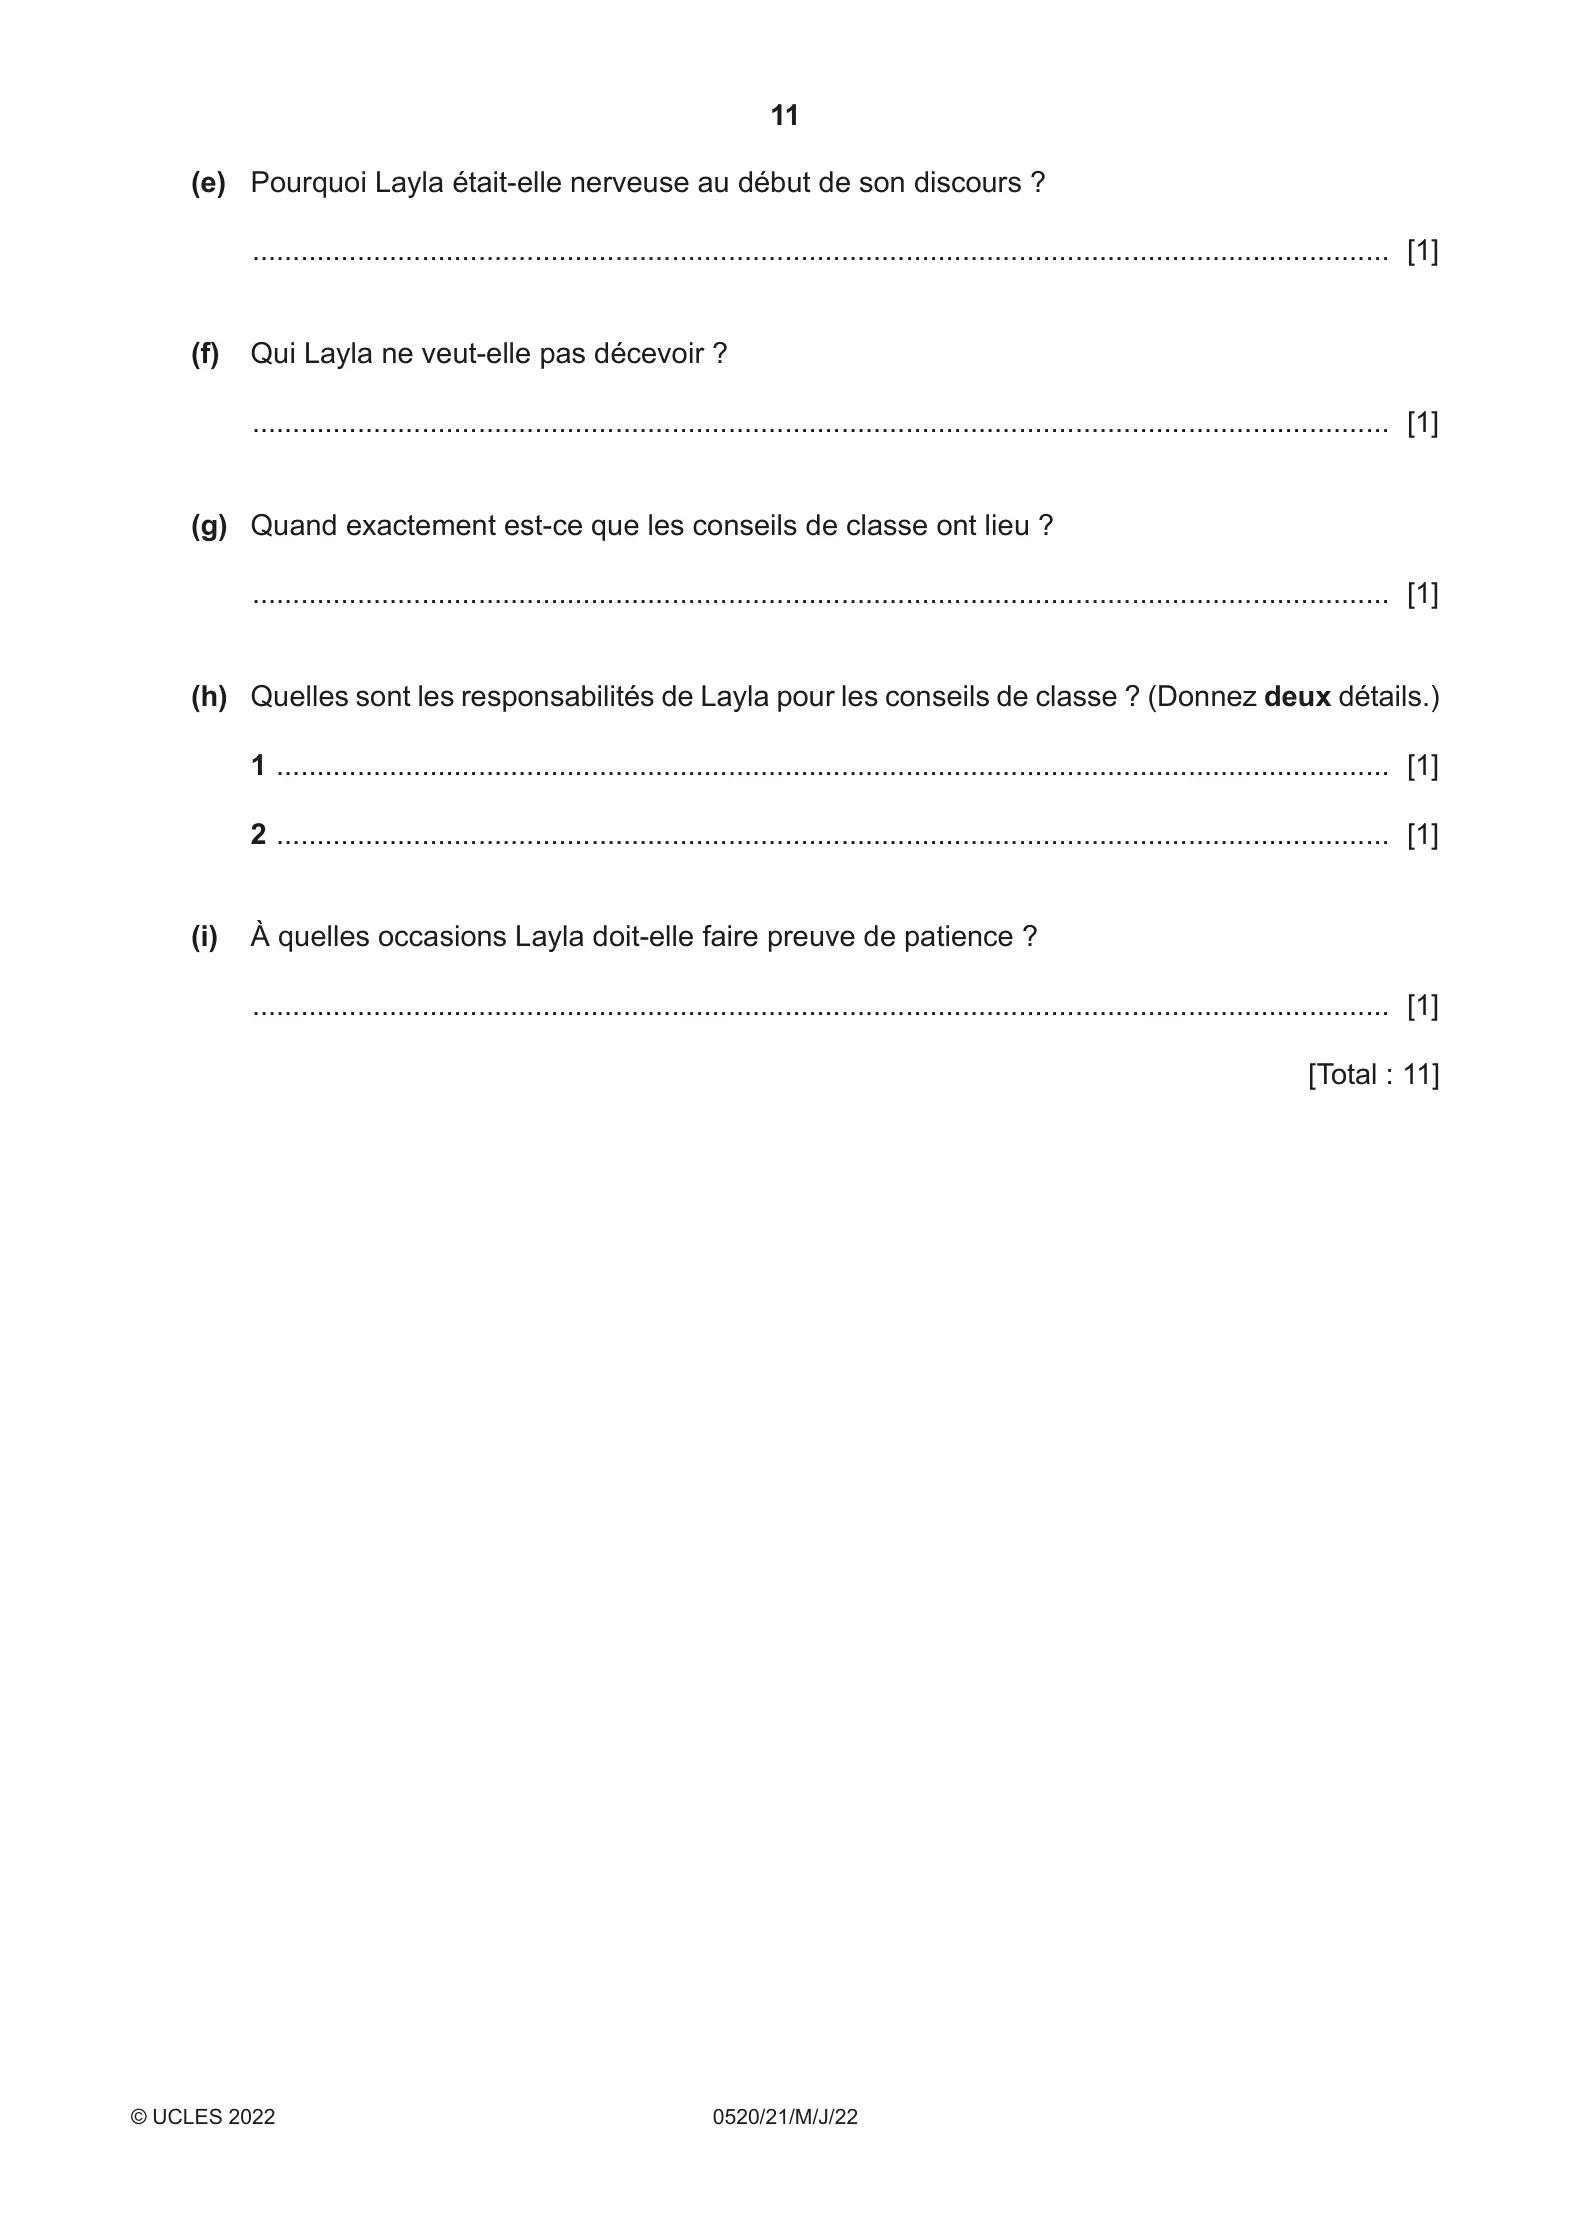 11
(e) Pourquoi Layla était-elle nerveuse au début de son discours ?
.......................................................................................................................................... [1]
(f) Qui Layla ne veut-elle pas décevoir ?
.......................................................................................................................................... [1]
(g) Quand exactement est-ce que les conseils de classe ont lieu ?
.......................................................................................................................................... [1]
(h) Quelles sont les responsabilités de Layla pour les conseils de classe ? (Donnez deux détails.)
1 ....................................................................................................................................... [1]
2 ....................................................................................................................................... [1]
(i) À quelles occasions Layla doit-elle faire preuve de patience ?
.......................................................................................................................................... [1]
[Total : 11]
© UCLES 2022 0520/21/M/J/22